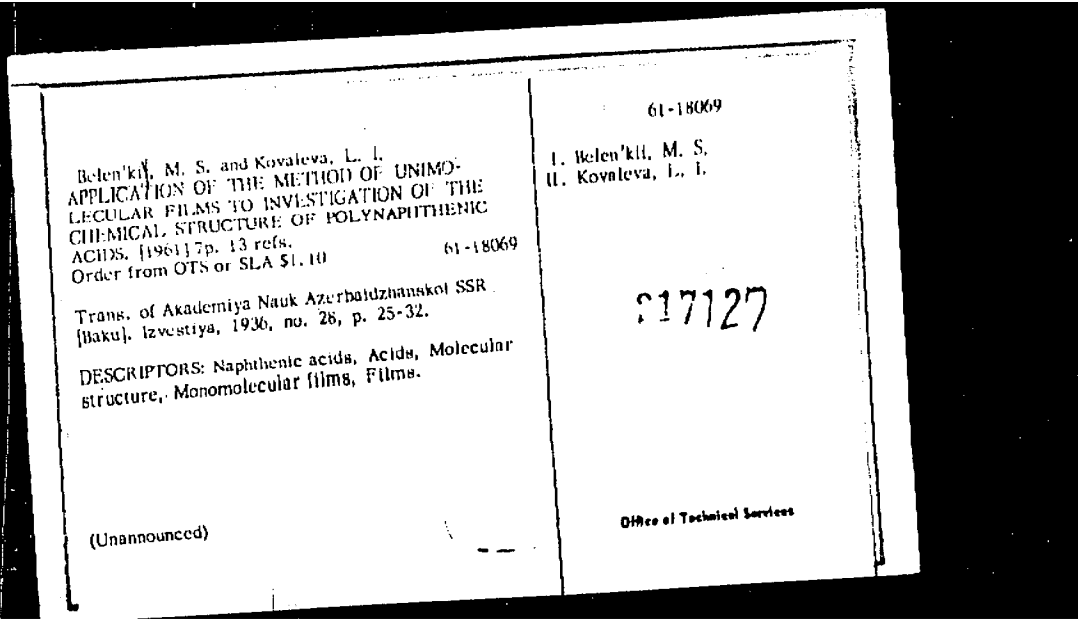 Belen'kiĭ, M. S. and Kovaleva, L. I.
APPLICATION OF THE METHOD OF UNIMO-
LECULAR FILMS TO INVESTIGATION OF THE
CHEMICAL STRUCTURE OF POLYNAPHTHENIC
ACIDS. [1961] 7p. 13 refs.
Order from OTS or SLA $1.10 61-18069
Trans. of Akademiya Nauk Azerbaidzhanskoi SSR
[Baku]. Izvestiya, 1936, no. 28, p. 25-32.
DESCRIPTORS: Naphthenic acids, Acids, Molecular
structure, Monomolecular films, Films.
(Unannounced)
61-18069
I. Belen'kii, M. S.
II. Kovaleva, L. I.
17127
Office of Technical Services